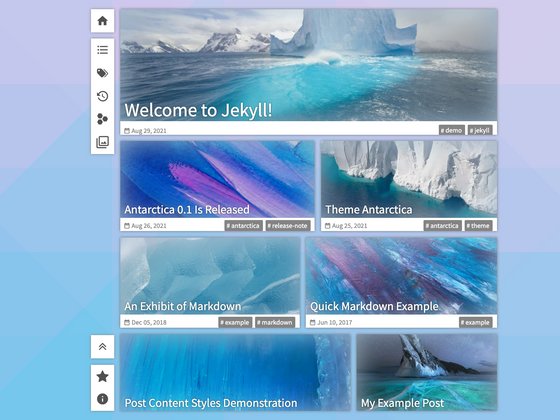 Welcome to Jekyll!
Aug 29, 2021 # demo # jekyll
Antarctica 0.1 Is Released
Aug 26, 2021 # antarctica # release-note
Theme Antarctica
Aug 25, 2021 # antarctica # theme
An Exhibit of Markdown
Dec 05, 2018 # example # markdown
Quick Markdown Example
Jun 10, 2017 # example
Post Content Styles Demonstration
My Example Post